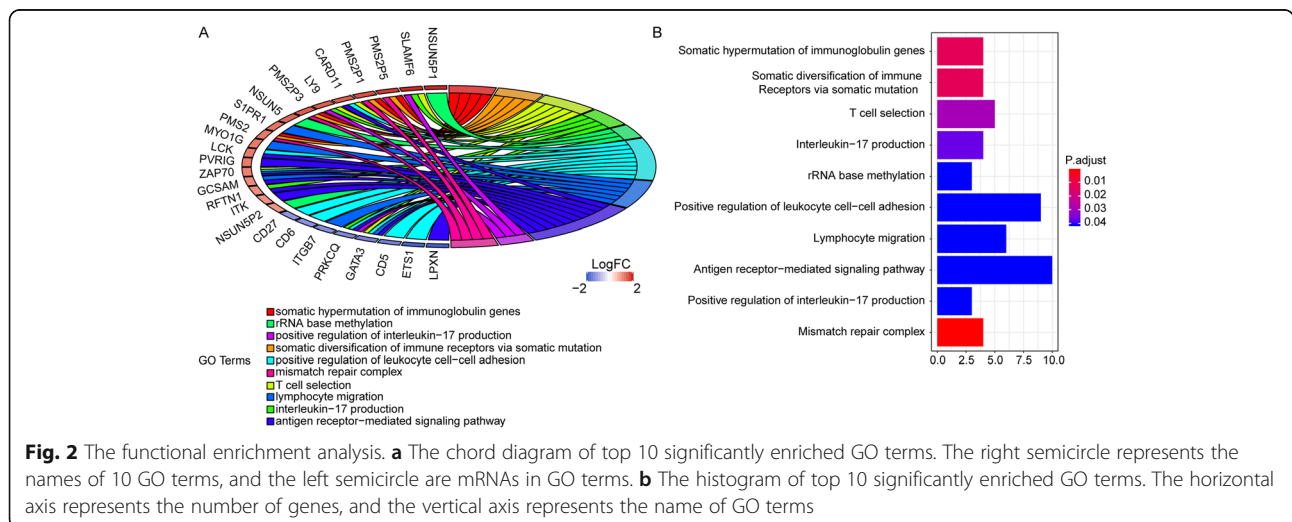 A
NSUN5P1
SLAMF6
PMS2P5
PMS2P1
CARD11
LY9
PMS2P3
NSUN5
S1PR1
PMS2
MYO1G
LCK
PVRIG
ZAP70
GCSAM
RFTN1
ITK
NSUN5P2
CD27
CD6
ITGB7
PRKCQ
GATA3
CD5
ETS1
LPXN
LogFC
−2 2
GO Terms
somatic hypermutation of immunoglobulin genes
rRNA base methylation
positive regulation of interleukin−17 production
somatic diversification of immune receptors via somatic mutation
positive regulation of leukocyte cell−cell adhesion
mismatch repair complex
T cell selection
lymphocyte migration
interleukin−17 production
antigen receptor−mediated signaling pathway
B
Somatic hypermutation of immunoglobulin genes
Somatic diversification of immune
Receptors via somatic mutation
T cell selection
Interleukin−17 production
rRNA base methylation
Positive regulation of leukocyte cell−cell adhesion
Lymphocyte migration
Antigen receptor−mediated signaling pathway
Positive regulation of interleukin−17 production
Mismatch repair complex
0.0 2.5 5.0 7.5 10.0
P.adjust
0.01
0.02
0.03
0.04
Fig. 2 The functional enrichment analysis. a The chord diagram of top 10 significantly enriched GO terms. The right semicircle represents the
names of 10 GO terms, and the left semicircle are mRNAs in GO terms. b The histogram of top 10 significantly enriched GO terms. The horizontal
axis represents the number of genes, and the vertical axis represents the name of GO terms